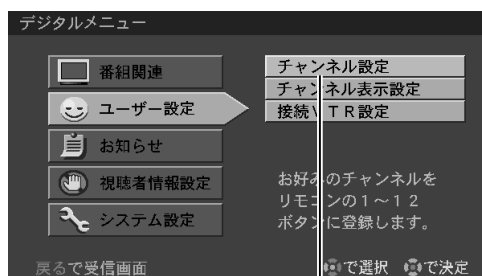 デジタルメニュー
番組関連
ユーザー設定
お知らせ
視聴者情報設定
システム設定
チャンネル設定
チャンネル表示設定
接続VTR設定
お好みのチャンネルを
リモコンの1～12
ボタンに登録します。
戻るで受信画面
で選択 で決定